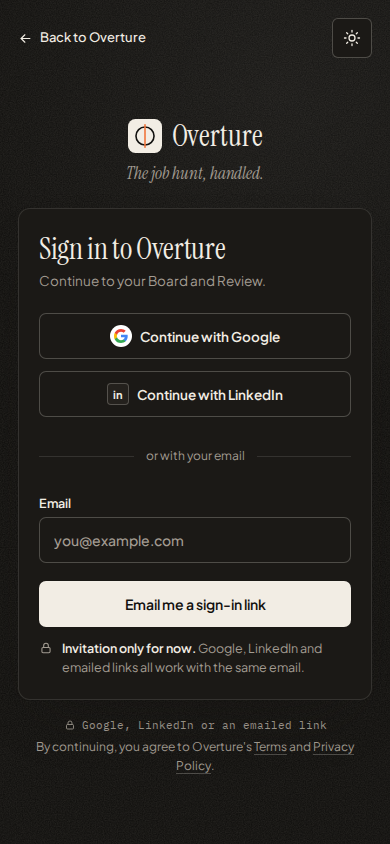 Back to Overture
Overture
The job hunt, handled.
Sign in to Overture
Continue to your Board and Review.
Continue with Google
in Continue with LinkedIn
or with your email
Email
you@example.com
Email me a sign-in link
Invitation only for now. Google, LinkedIn and
emailed links all work with the same email.
Google, LinkedIn or an emailed link
By continuing, you agree to Overture's Terms and Privacy
Policy.